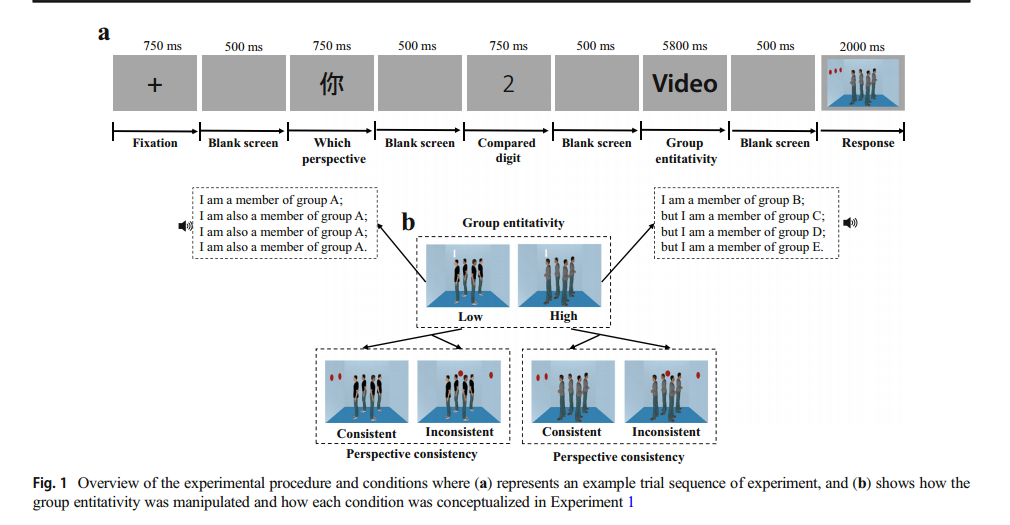 a
750 ms 500 ms 750 ms 500 ms 750 ms 500 ms 5800 ms 500 ms 2000 ms
+ 你 2 Video
Fixation Blank screen Which perspective Blank screen Compared digit Blank screen Group entitativity Blank screen Response
I am a member of group A;
I am also a member of group A;
I am also a member of group A;
I am also a member of group A.
b
Group entitativity
I am a member of group B;
but I am a member of group C;
but I am a member of group D;
but I am a member of group E.
Low High
Consistent Inconsistent Consistent Inconsistent
Perspective consistency Perspective consistency
Fig. 1 Overview of the experimental procedure and conditions where (a) represents an example trial sequence of experiment, and (b) shows how the
group entitativity was manipulated and how each condition was conceptualized in Experiment 1